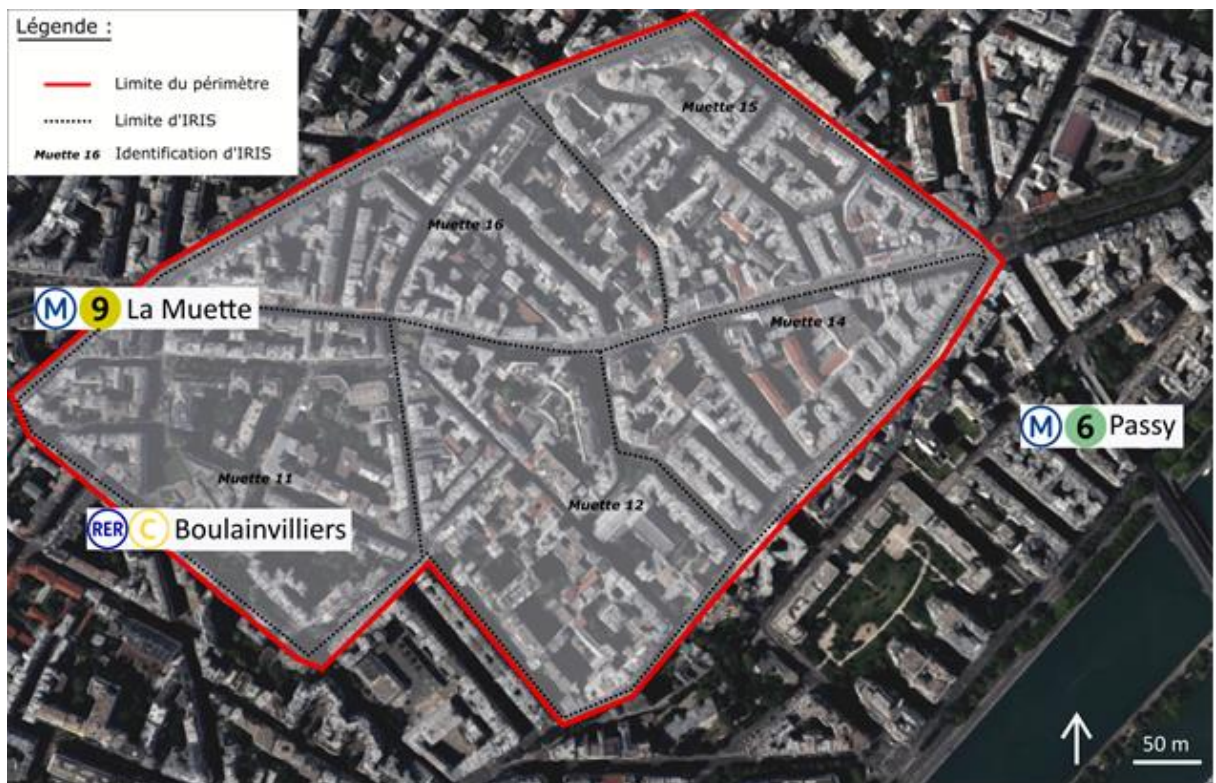 Légende :
Limite du périmètre
Limite d'IRIS
Muette 16 Identification d'IRIS
Muette 15
Muette 16
M 9 La Muette
Muette 14
M 6 Passy
Muette 11
Muette 12
RER C Boulainvilliers
50 m